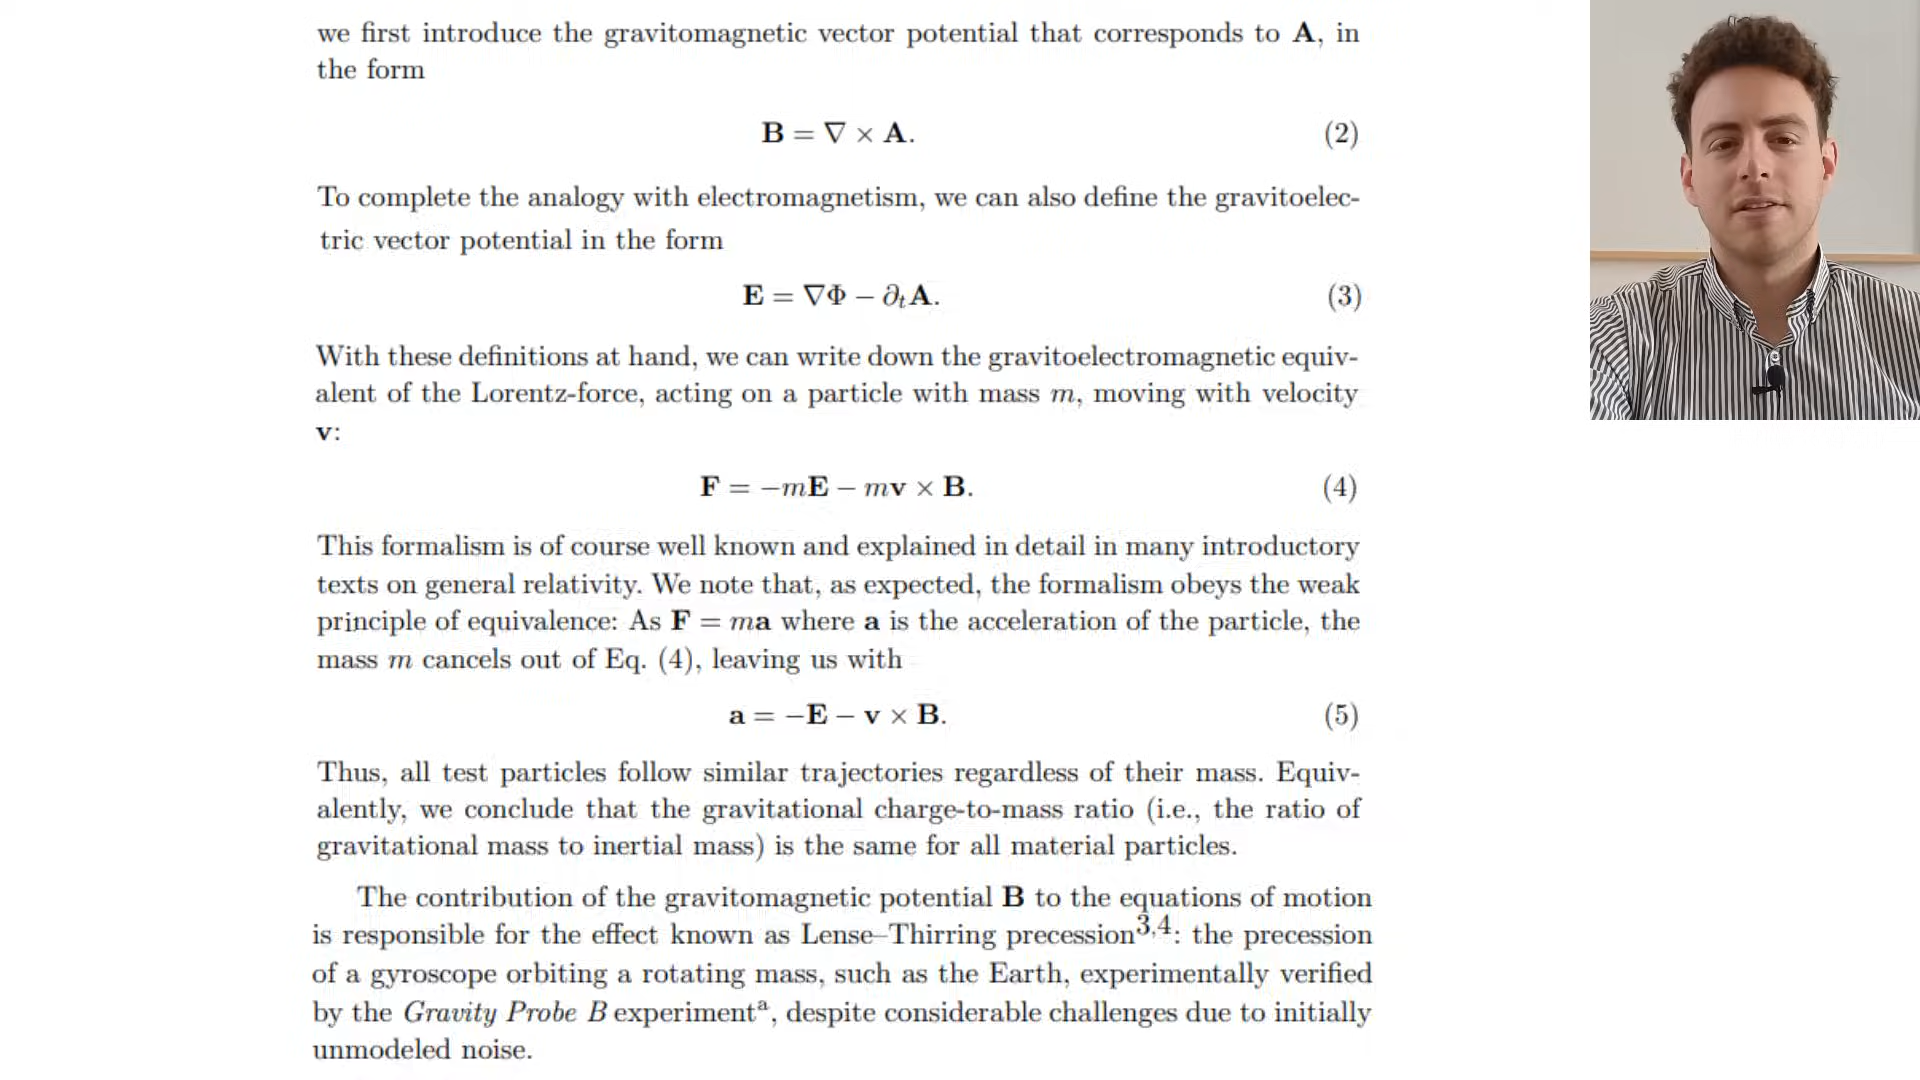 we first introduce the gravitomagnetic vector potential that corresponds to A, in
the form
B = ∇ × A. (2)
To complete the analogy with electromagnetism, we can also define the gravitoelec-
tric vector potential in the form
E = ∇Φ − ∂ₜA. (3)
With these definitions at hand, we can write down the gravitoelectromagnetic equiv-
alent of the Lorentz-force, acting on a particle with mass m, moving with velocity
v:
F = −mE − mv × B. (4)
This formalism is of course well known and explained in detail in many introductory
texts on general relativity. We note that, as expected, the formalism obeys the weak
principle of equivalence: As F = ma where a is the acceleration of the particle, the
mass m cancels out of Eq. (4), leaving us with
a = −E − v × B. (5)
Thus, all test particles follow similar trajectories regardless of their mass. Equiv-
alently, we conclude that the gravitational charge-to-mass ratio (i.e., the ratio of
gravitational mass to inertial mass) is the same for all material particles.
The contribution of the gravitomagnetic potential B to the equations of motion
is responsible for the effect known as Lense–Thirring precession³,⁴: the precession
of a gyroscope orbiting a rotating mass, such as the Earth, experimentally verified
by the Gravity Probe B experimentᵃ, despite considerable challenges due to initially
unmodeled noise.